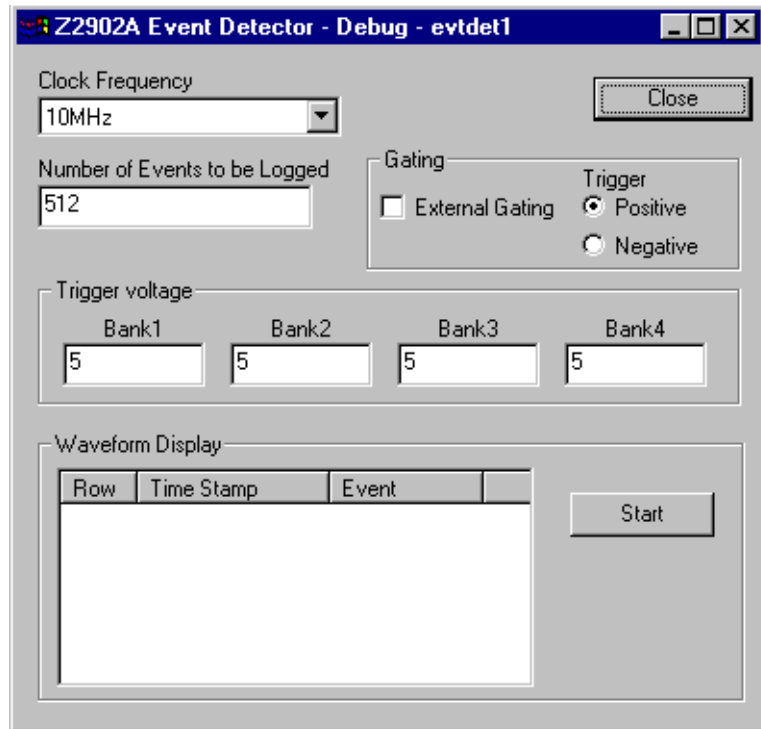 Z2902A Event Detector - Debug - evtdet1
Clock Frequency
10MHz
Close
Number of Events to be Logged
512
Gating
External Gating
Trigger
Positive
Negative
Trigger voltage
Bank1 Bank2 Bank3 Bank4
5 5 5 5
Waveform Display
Row Time Stamp Event
Start